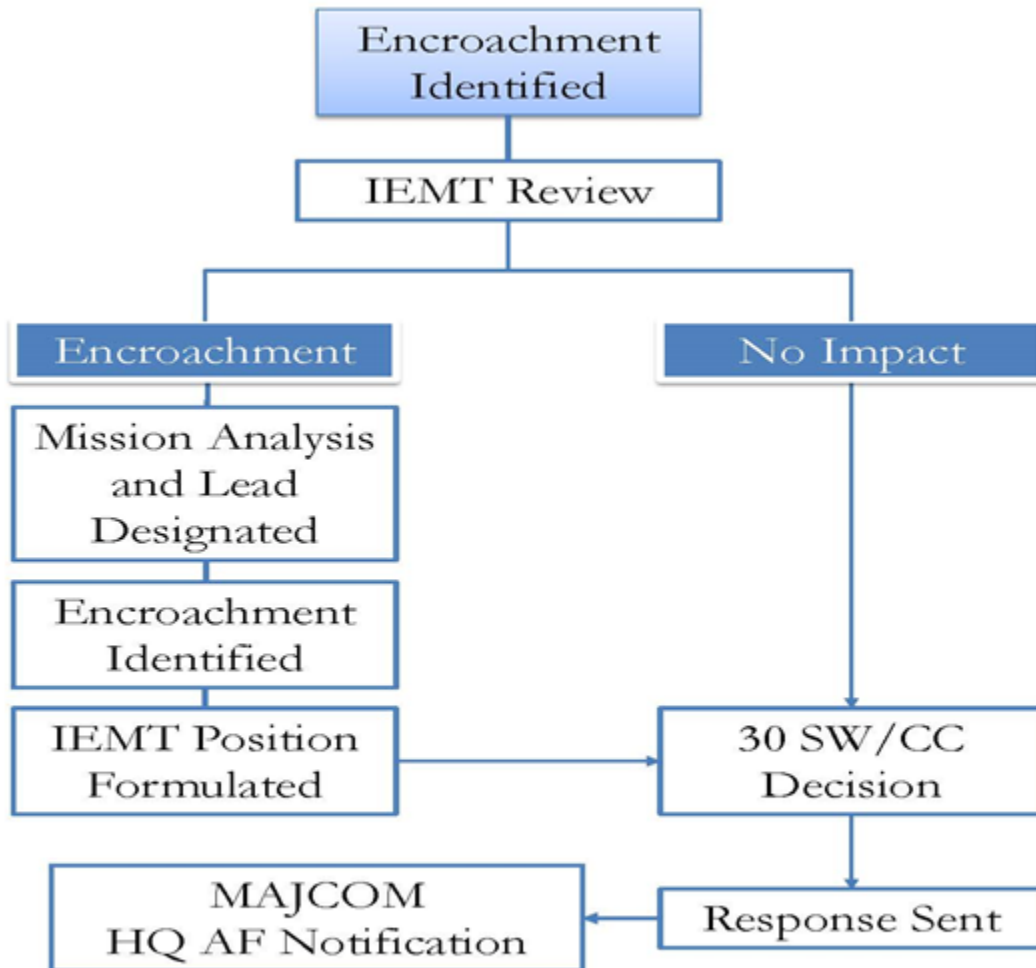 Encroachment
Identified
IEMT Review
Encroachment
No Impact
Mission Analysis
and Lead
Designated
Encroachment
Identified
IEMT Position
Formulated
30 SW/CC
Decision
MAJCOM
HQ AF Notification
Response Sent